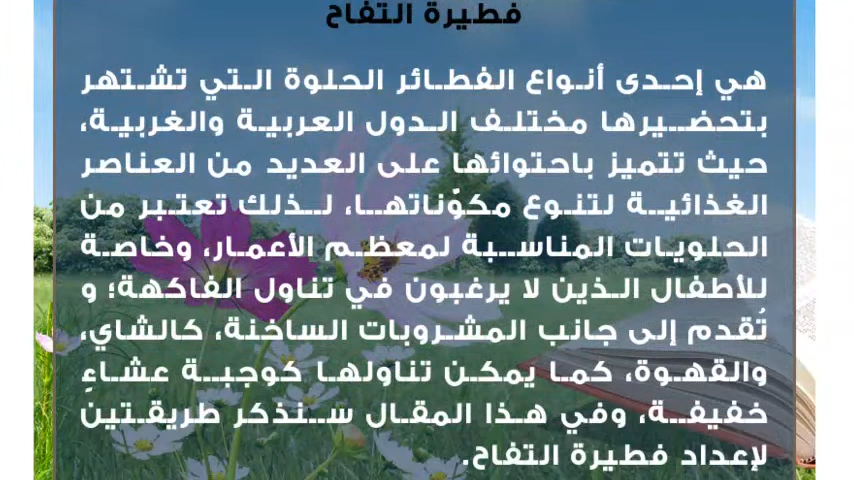 فطيرة التفاح
هي إحدى أنواع الفطائر الحلوة التي تشتهر
بتحضيرها مختلف الدول العربية والغربية،
حيث تتميز باحتوائها على العديد من العناصر
الغذائية لتنوع مكوّناتها، لذلك تعتبر من
الحلويات المناسبة لمعظم الأعمار، وخاصة
للأطفال الذين لا يرغبون في تناول الفاكهة؛ و
تُقدم إلى جانب المشروبات الساخنة، كالشاي،
والقهوة، كما يمكن تناولها كوجبة عشاءٍ
خفيفة، وفي هذا المقال سنذكر طريقتين
لإعداد فطيرة التفاح.